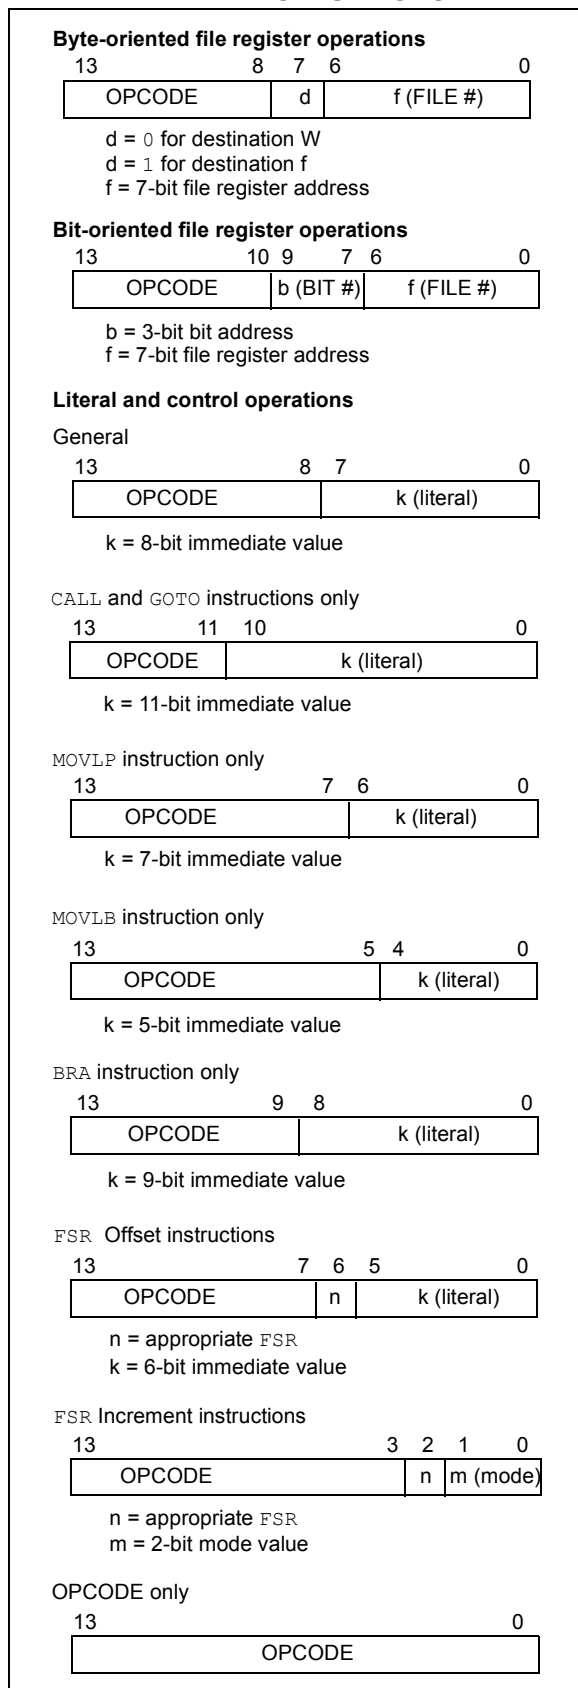 Byte-oriented file register operations
13 8 7 6 0
OPCODE d f (FILE #)
d = 0 for destination W
d = 1 for destination f
f = 7-bit file register address
Bit-oriented file register operations
13 10 9 7 6 0
OPCODE b (BIT #) f (FILE #)
b = 3-bit bit address
f = 7-bit file register address
Literal and control operations
General
13 8 7 0
OPCODE k (literal)
k = 8-bit immediate value
CALL and GOTO instructions only
13 11 10 0
OPCODE k (literal)
k = 11-bit immediate value
MOVLP instruction only
13 7 6 0
OPCODE k (literal)
k = 7-bit immediate value
MOVLB instruction only
13 5 4 0
OPCODE k (literal)
k = 5-bit immediate value
BRA instruction only
13 9 8 0
OPCODE k (literal)
k = 9-bit immediate value
FSR Offset instructions
13 7 6 5 0
OPCODE n k (literal)
n = appropriate FSR
k = 6-bit immediate value
FSR Increment instructions
13 3 2 1 0
OPCODE n m (mode)
n = appropriate FSR
m = 2-bit mode value
OPCODE only
13 0
OPCODE